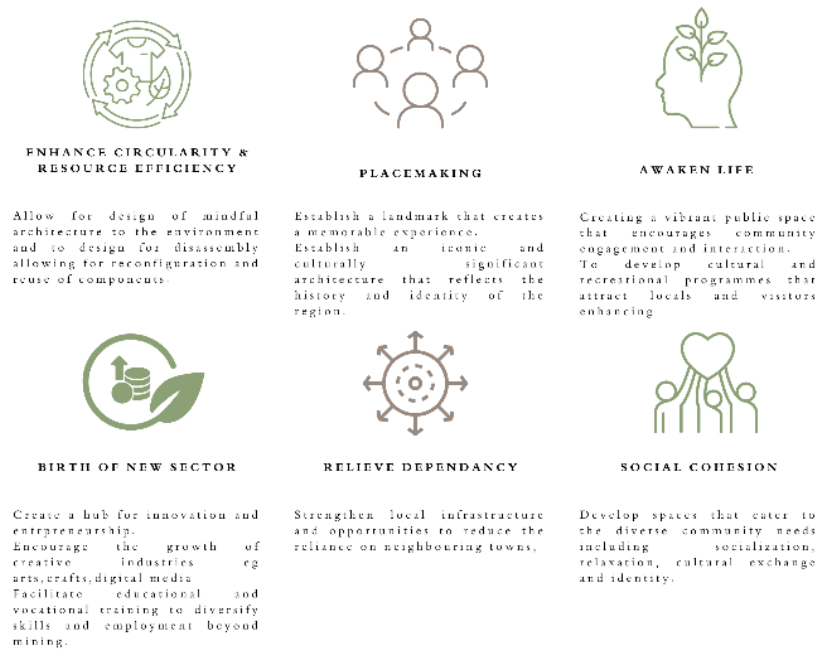 ENHANCE CIRCULARITY &
RESOURCE EFFICIENCY
Allow for design of mindful
architecture to the environment
and to design for disassembly
allowing for reconfiguration and
reuse of components.
PLACEMAKING
Establish a landmark that creates
a memorable experience.
Establish an iconic and
culturally significant
architecture that reflects the
history and identity of the
region.
AWAKEN LIFE
Creating a vibrant public space
that encourages community
engagement and interaction.
To develop cultural and
recreational programmes that
attract locals and visitors
enhancing
BIRTH OF NEW SECTOR
Create a hub for innovation and
entrpreneurship.
Encourage the growth of
creative industries eg
arts,crafts,digital media
Facilitate educational and
vocational training to diversify
skills and employment beyond
mining.
RELIEVE DEPENDANCY
Strengthen local infrastructure
and opportunities to reduce the
reliance on neighbouring towns,
SOCIAL COHESION
Develop spaces that cater to
the diverse community needs
including socialization,
relaxation, cultural exchange
and identity.